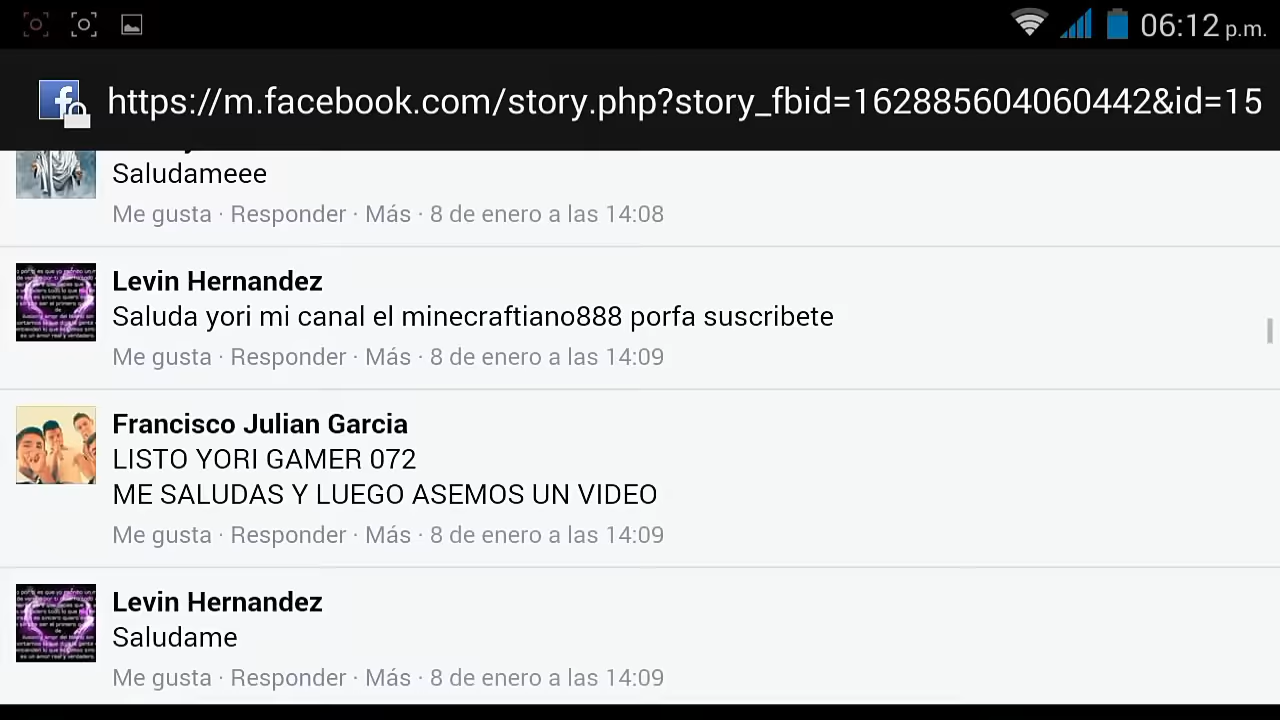 06:12 p.m.
https://m.facebook.com/story.php?story_fbid=162885604060442&id=15
Saludameee
Me gusta · Responder · Más · 8 de enero a las 14:08
Levin Hernandez
Saluda yori mi canal el minecraftiano888 porfa suscribete
Me gusta · Responder · Más · 8 de enero a las 14:09
Francisco Julian Garcia
LISTO YORI GAMER 072
ME SALUDAS Y LUEGO ASEMOS UN VIDEO
Me gusta · Responder · Más · 8 de enero a las 14:09
Levin Hernandez
Saludame
Me gusta · Responder · Más · 8 de enero a las 14:09